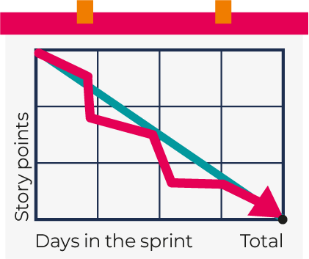 Story points
Days in the sprint
Total